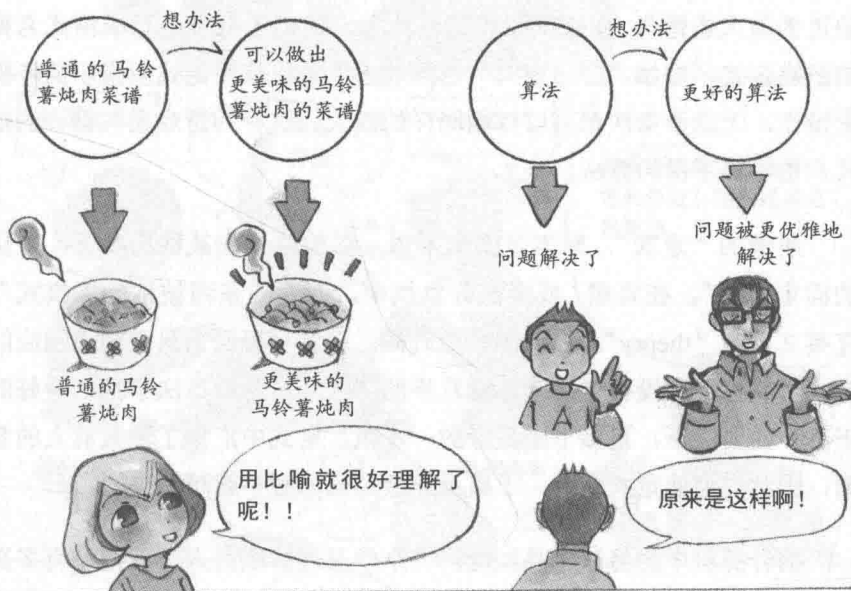 想办法
普通的马铃
薯炖肉菜谱
可以做出
更美味的马铃
薯炖肉的菜谱
普通的马铃
薯炖肉
更美味的
马铃薯炖肉
想办法
算法
更好的算法
问题解决了
问题被更优雅地
解决了
A
用比喻就很好理解了
呢！！
原来是这样啊！